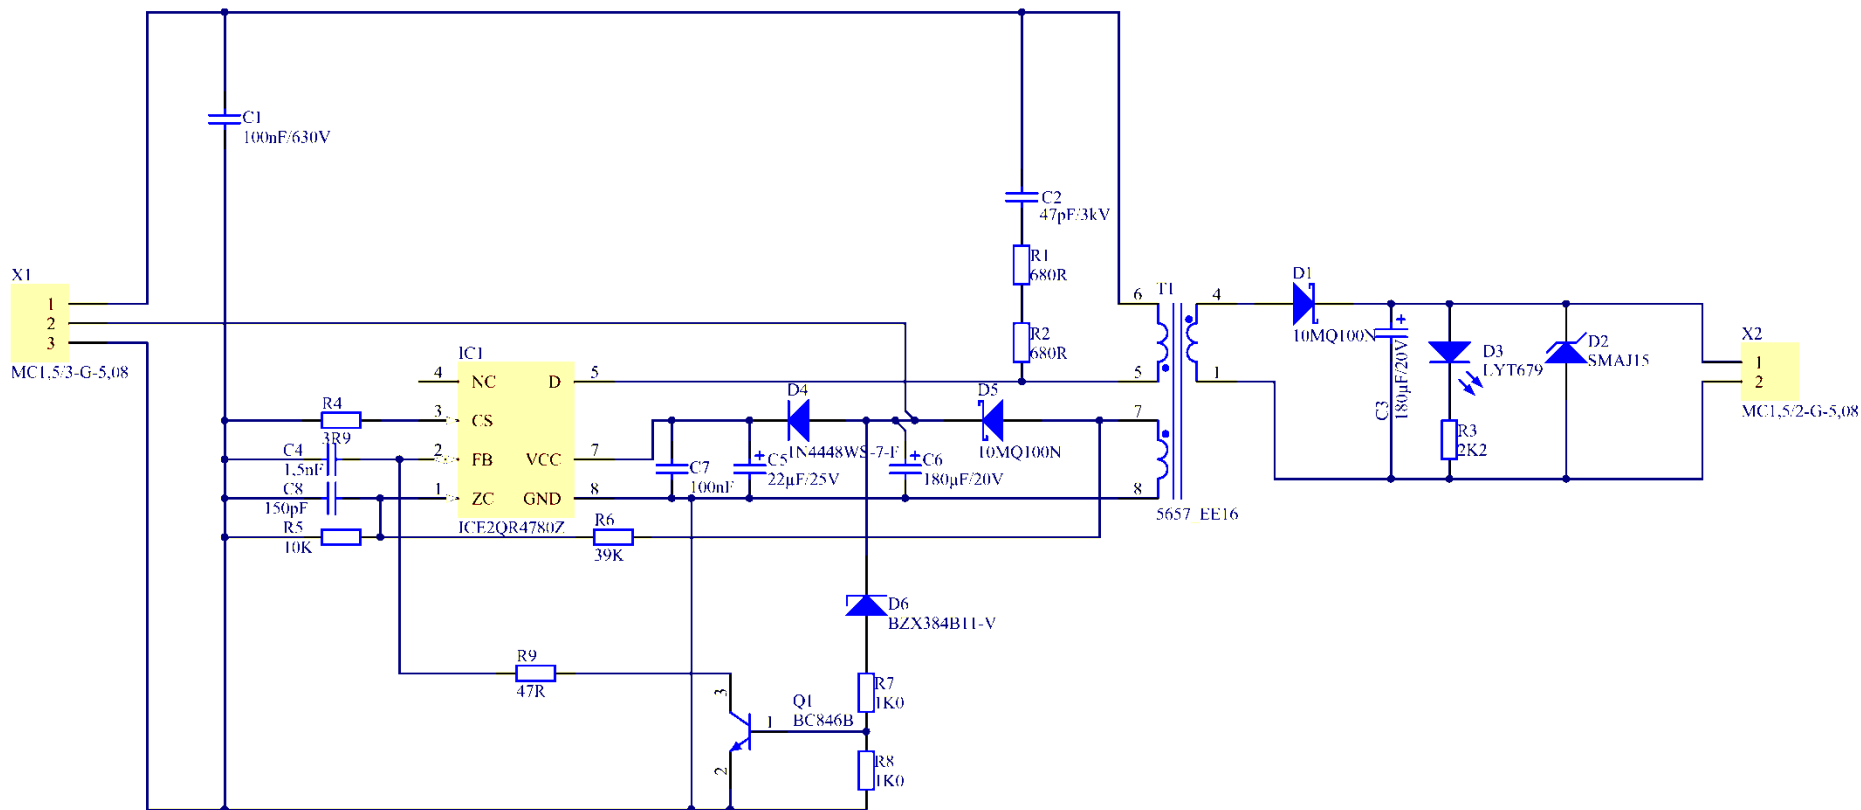 C1
100nF/630V
C2
47pF/3kV
R1
680R
R2
680R
X1
1
2
3
MC1,5/3-G-5,08
IC1
4 NC D 5
3 CS
2 FB VCC 7
1 ZC GND 8
ICE2QR4780Z
R4
3R9
C4
1,5nF
C8
150pF
R5
10K
R6
39K
C7
100nF
D4
1N4448WS-7-F
C5
22µF/25V
C6
180µF/20V
D5
10MQ100N
T1
6 4
5 1
7
8
5657 EE16
D1
10MQ100N
C3
180µF/20V
D3
LYT679
R3
2K2
D2
SMAJ15
X2
1
2
MC1,5/2-G-5,08
D6
BZX384B11-V
R9
47R
R7
1K0
Q1
BC846B
3
1
2
R8
1K0